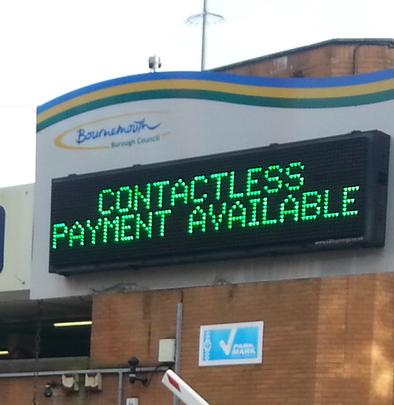 Bournemouth
Borough Council
CONTACTLESS
PAYMENT AVAILABLE
PARK
MARK